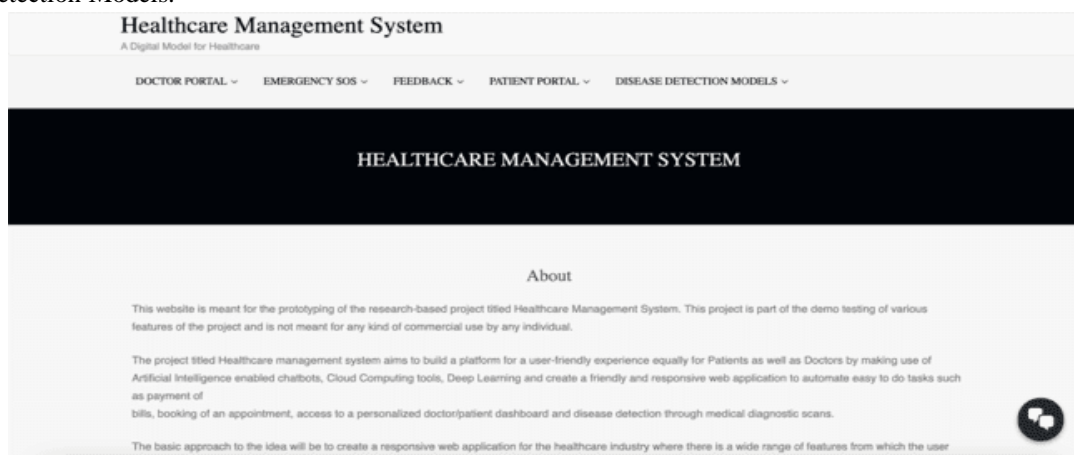 etection Models.
Healthcare Management System
A Digital Model for Healthcare
DOCTOR PORTAL EMERGENCY SOS FEEDBACK PATIENT PORTAL DISEASE DETECTION MODELS
HEALTHCARE MANAGEMENT SYSTEM
About
This website is meant for the prototyping of the research-based project titled Healthcare Management System. This project is part of the demo testing of various
features of the project and is not meant for any kind of commercial use by any individual.
The project titled Healthcare management system aims to build a platform for a user-friendly experience equally for Patients as well as Doctors by making use of
Artificial Intelligence enabled chatbots, Cloud Computing tools, Deep Learning and create a friendly and responsive web application to automate easy to do tasks such
as payment of
bills, booking of an appointment, access to a personalized doctor/patient dashboard and disease detection through medical diagnostic scans.
The basic approach to the idea will be to create a responsive web application for the healthcare industry where there is a wide range of features from which the user